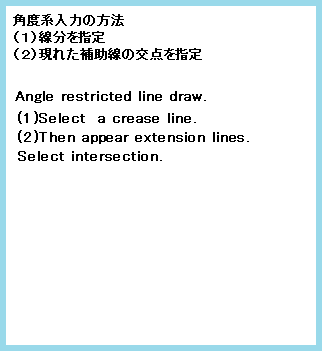 角度系入力の方法
(1)線分を指定
(2)現れた補助線の交点を指定
Angle restricted line draw.
(1)Select a crease line.
(2)Then appear extension lines.
Select intersection.